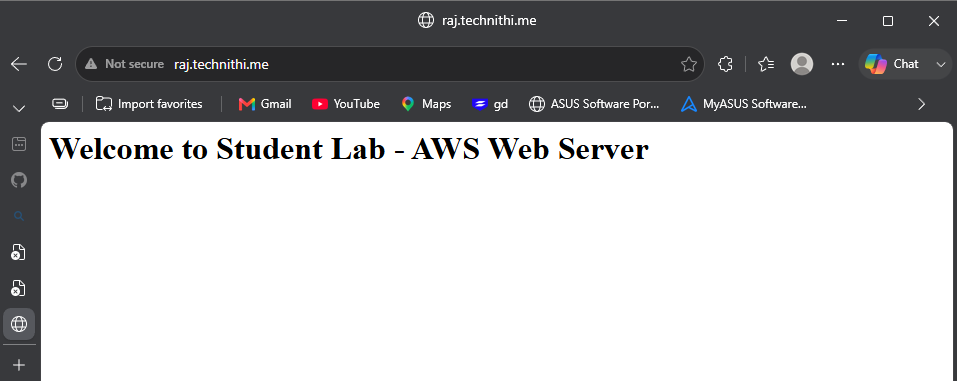 raj.technithi.me
Not secure raj.technithi.me Chat
Import favorites Gmail YouTube Maps gd ASUS Software Por... MyASUS Software...
Welcome to Student Lab - AWS Web Server